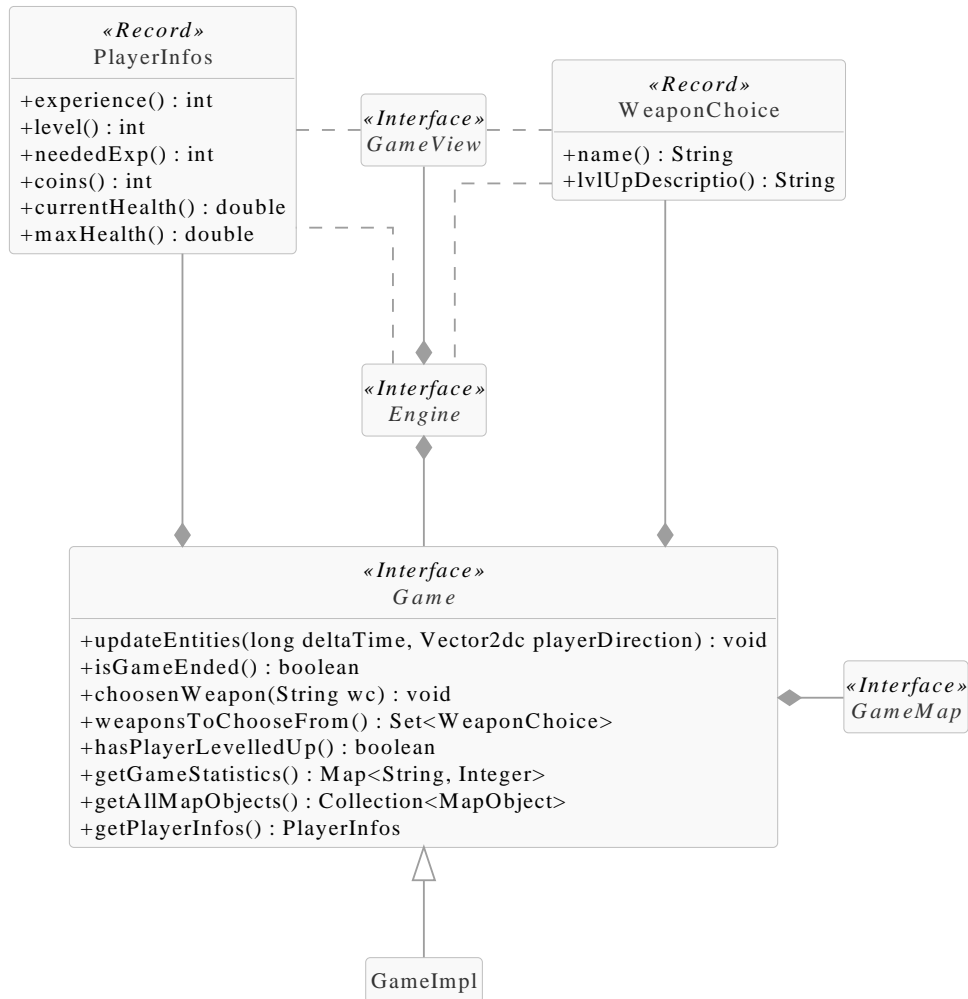 «Record»
PlayerInfos
+experience() : int
+level() : int
+neededExp() : int
+coins() : int
+currentHealth() : double
+maxHealth() : double
«Interface»
GameView
«Record»
WeaponChoice
+name() : String
+lvlUpDescriptio() : String
«Interface»
Engine
«Interface»
Game
+updateEntities(long deltaTime, Vector2dc playerDirection) : void
+isGameEnded() : boolean
+choosenWeapon(String wc) : void
+weaponsToChooseFrom() : Set<WeaponChoice>
+hasPlayerLevelledUp() : boolean
+getGameStatistics() : Map<String, Integer>
+getAllMapObjects() : Collection<MapObject>
+getPlayerInfos() : PlayerInfos
«Interface»
GameMap
GameImpl